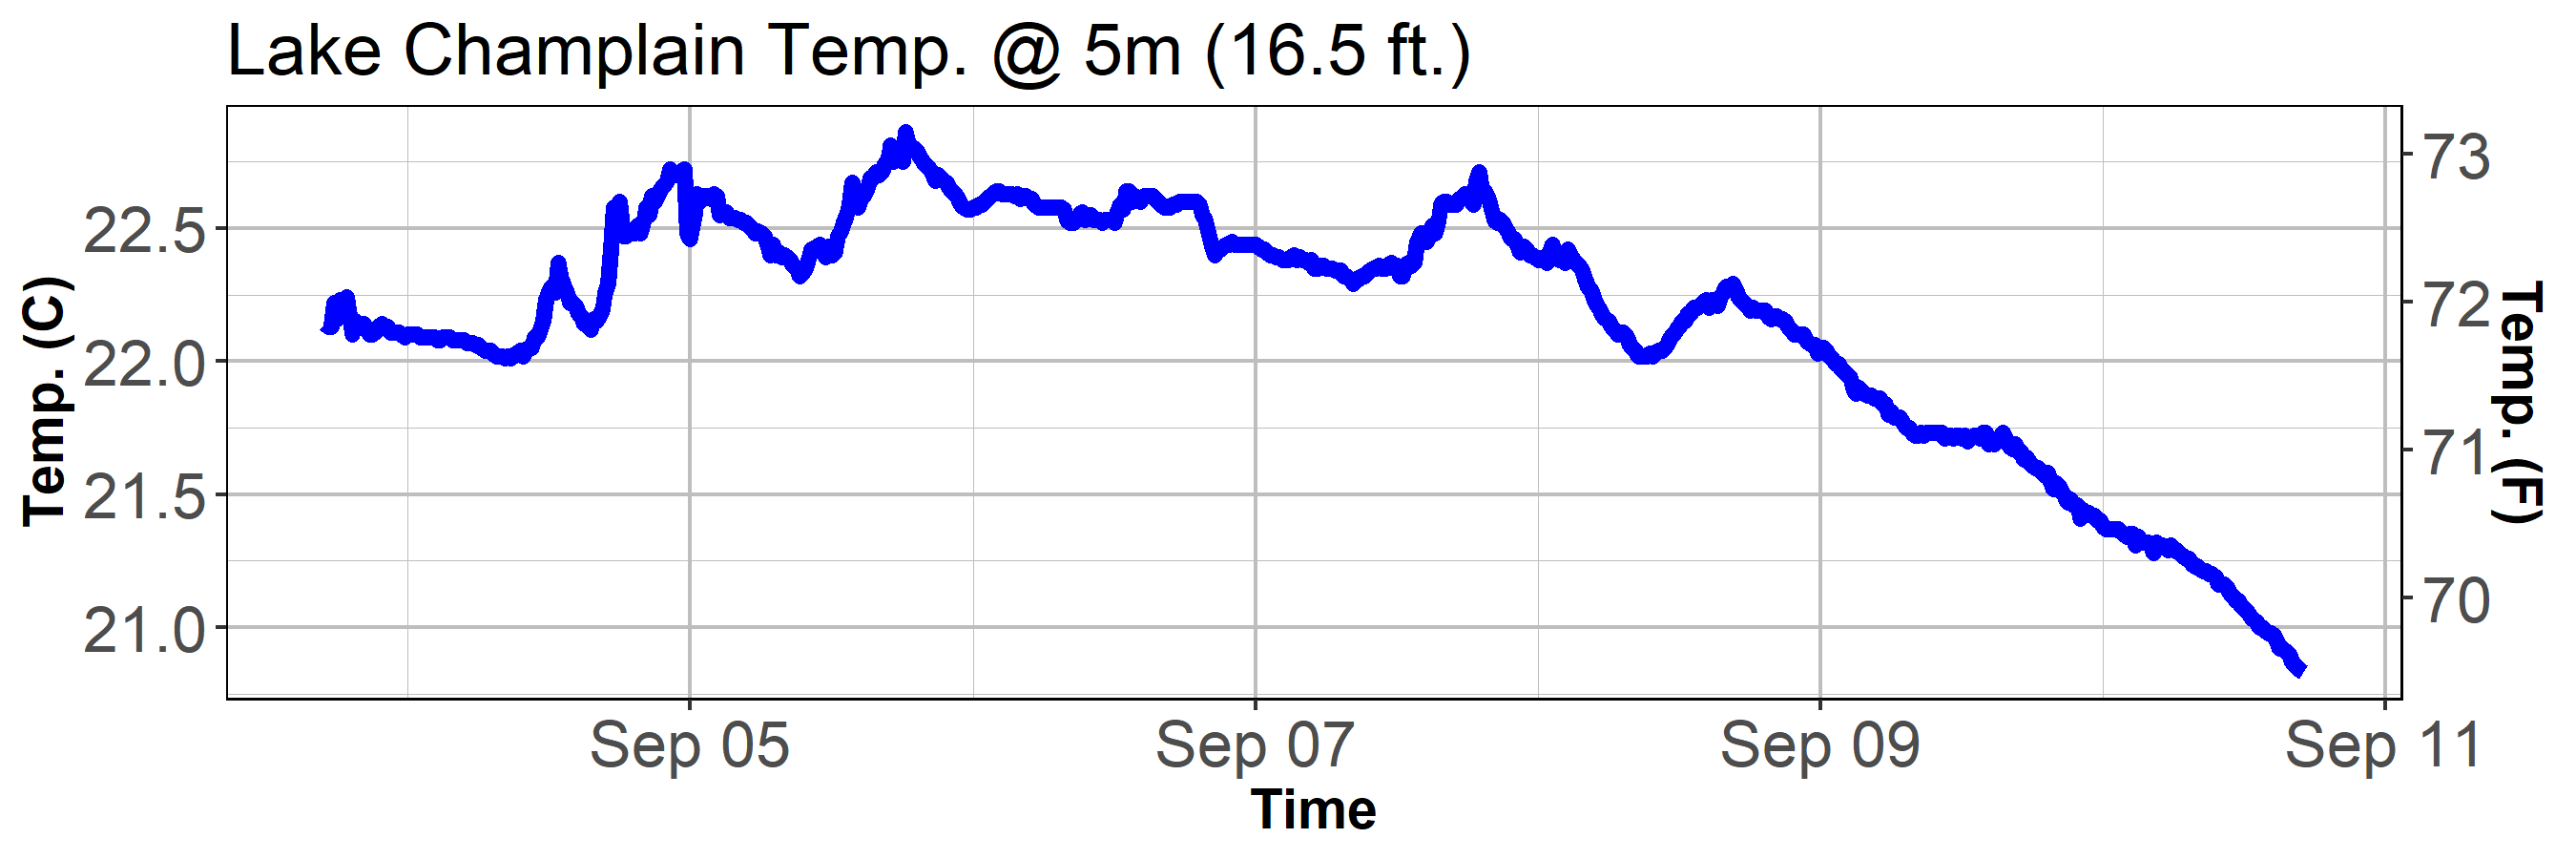 Lake Champlain Temp. @ 5m (16.5 ft.)
Temp. (C)
22.5
22.0
21.5
21.0
73
72
71
70
Temp. (F)
Sep 05 Sep 07 Sep 09 Sep 11
Time